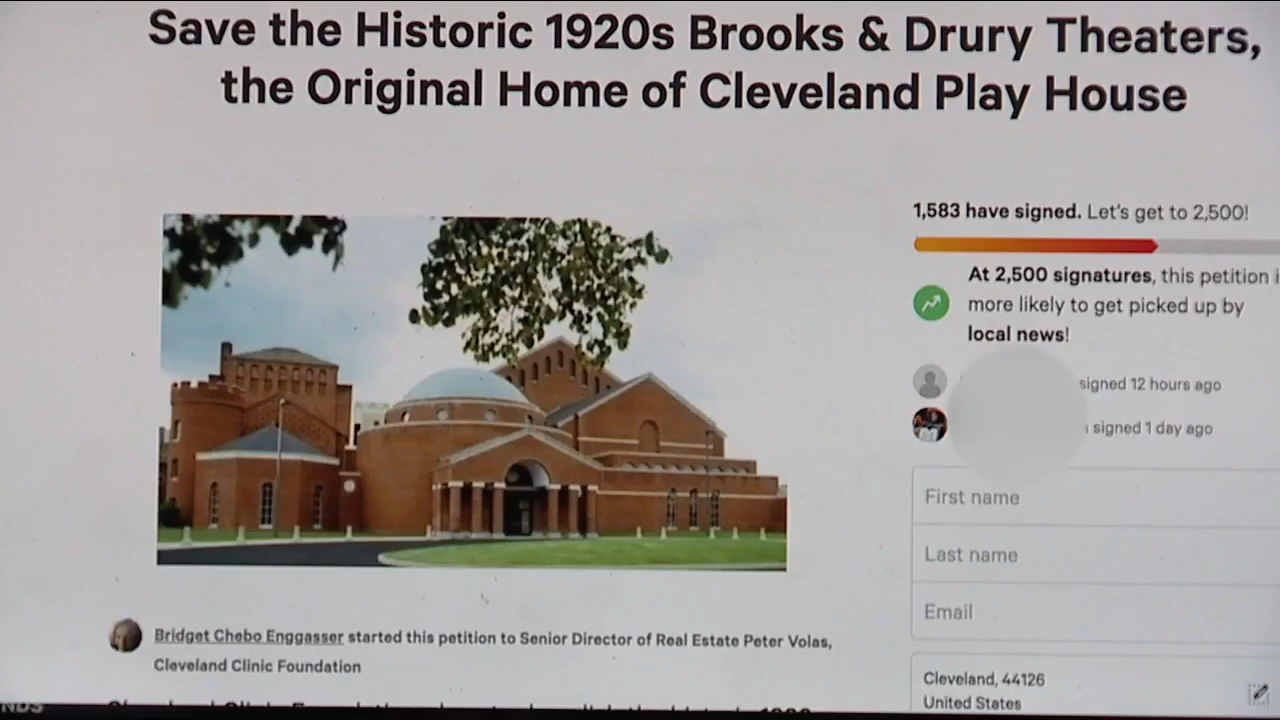 Save the Historic 1920s Brooks & Drury Theaters,
the Original Home of Cleveland Play House
1,583 have signed. Let's get to 2,500!
At 2,500 signatures, this petition i
more likely to get picked up by
local news!
signed 12 hours ago
signed 1 day ago
First name
Last name
Email
Bridget Chebo Enggasser started this petition to Senior Director of Real Estate Peter Volas,
Cleveland Clinic Foundation
Cleveland, 44126
United States
NDS